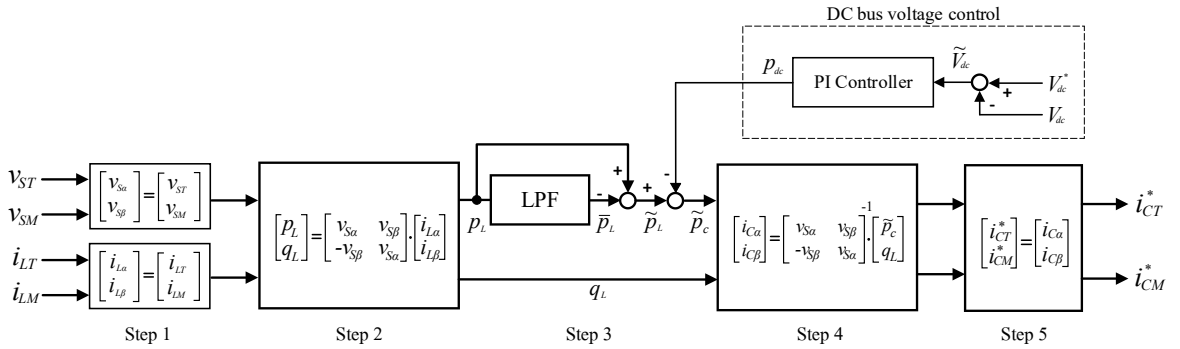 DC bus voltage control
p_dc
PI Controller
Ṽ_dc
+
V*_dc
-
V_dc
v_ST
v_SM
[v_Sα v_Sβ] = [v_ST v_SM]
i_LT
i_LM
[i_Lα i_Lβ] = [i_LT i_LM]
[p_L q_L] = [v_Sα v_Sβ -v_Sβ v_Sα]·[i_Lα i_Lβ]
p_L
LPF
+
-
p̅_L
+
p̃_L
-
p̃_c
q_L
[i_Cα i_Cβ] = [v_Sα v_Sβ -v_Sβ v_Sα]⁻¹·[p̃_c q_L]
[i*_CT i*_CM] = [i_Cα i_Cβ]
i*_CT
i*_CM
Step 1
Step 2
Step 3
Step 4
Step 5